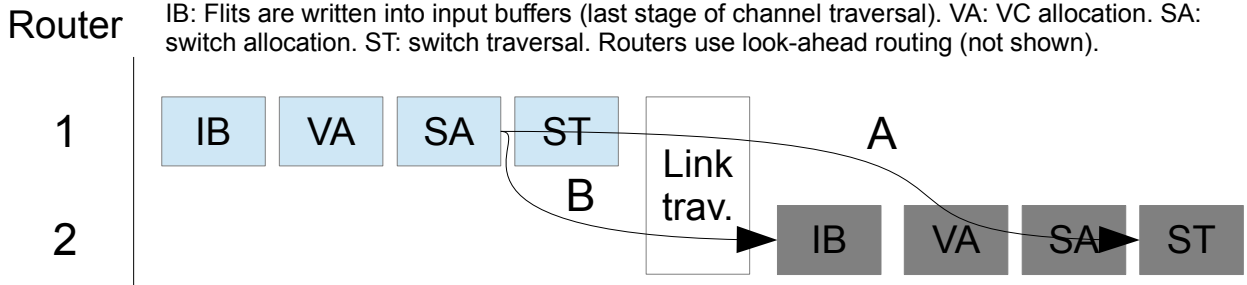 Router
IB: Flits are written into input buffers (last stage of channel traversal). VA: VC allocation. SA:
switch allocation. ST: switch traversal. Routers use look-ahead routing (not shown).
1 IB VA SA ST A
Link
trav.
B
2 IB VA SA ST